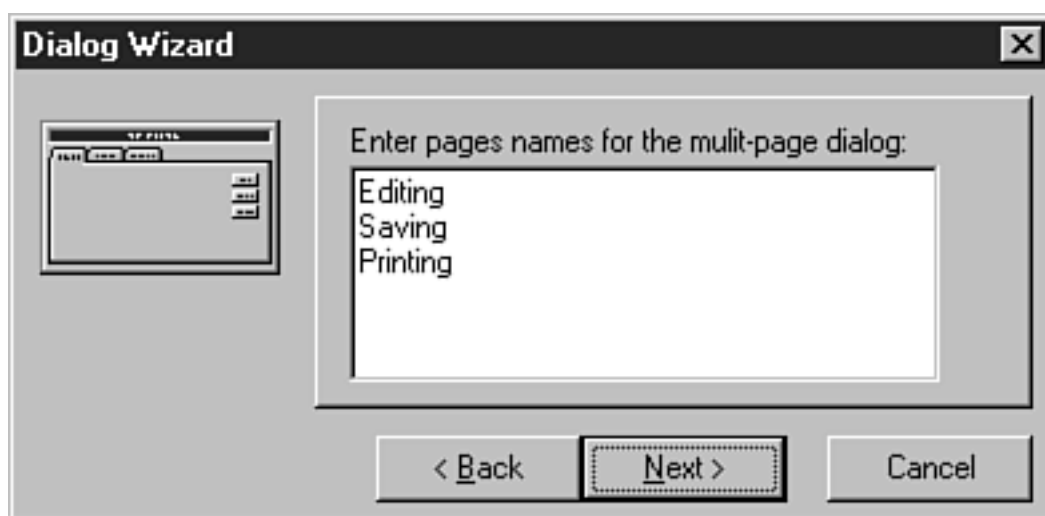 Dialog Wizard
Enter pages names for the mulit-page dialog:
Editing
Saving
Printing
< Back
Next >
Cancel